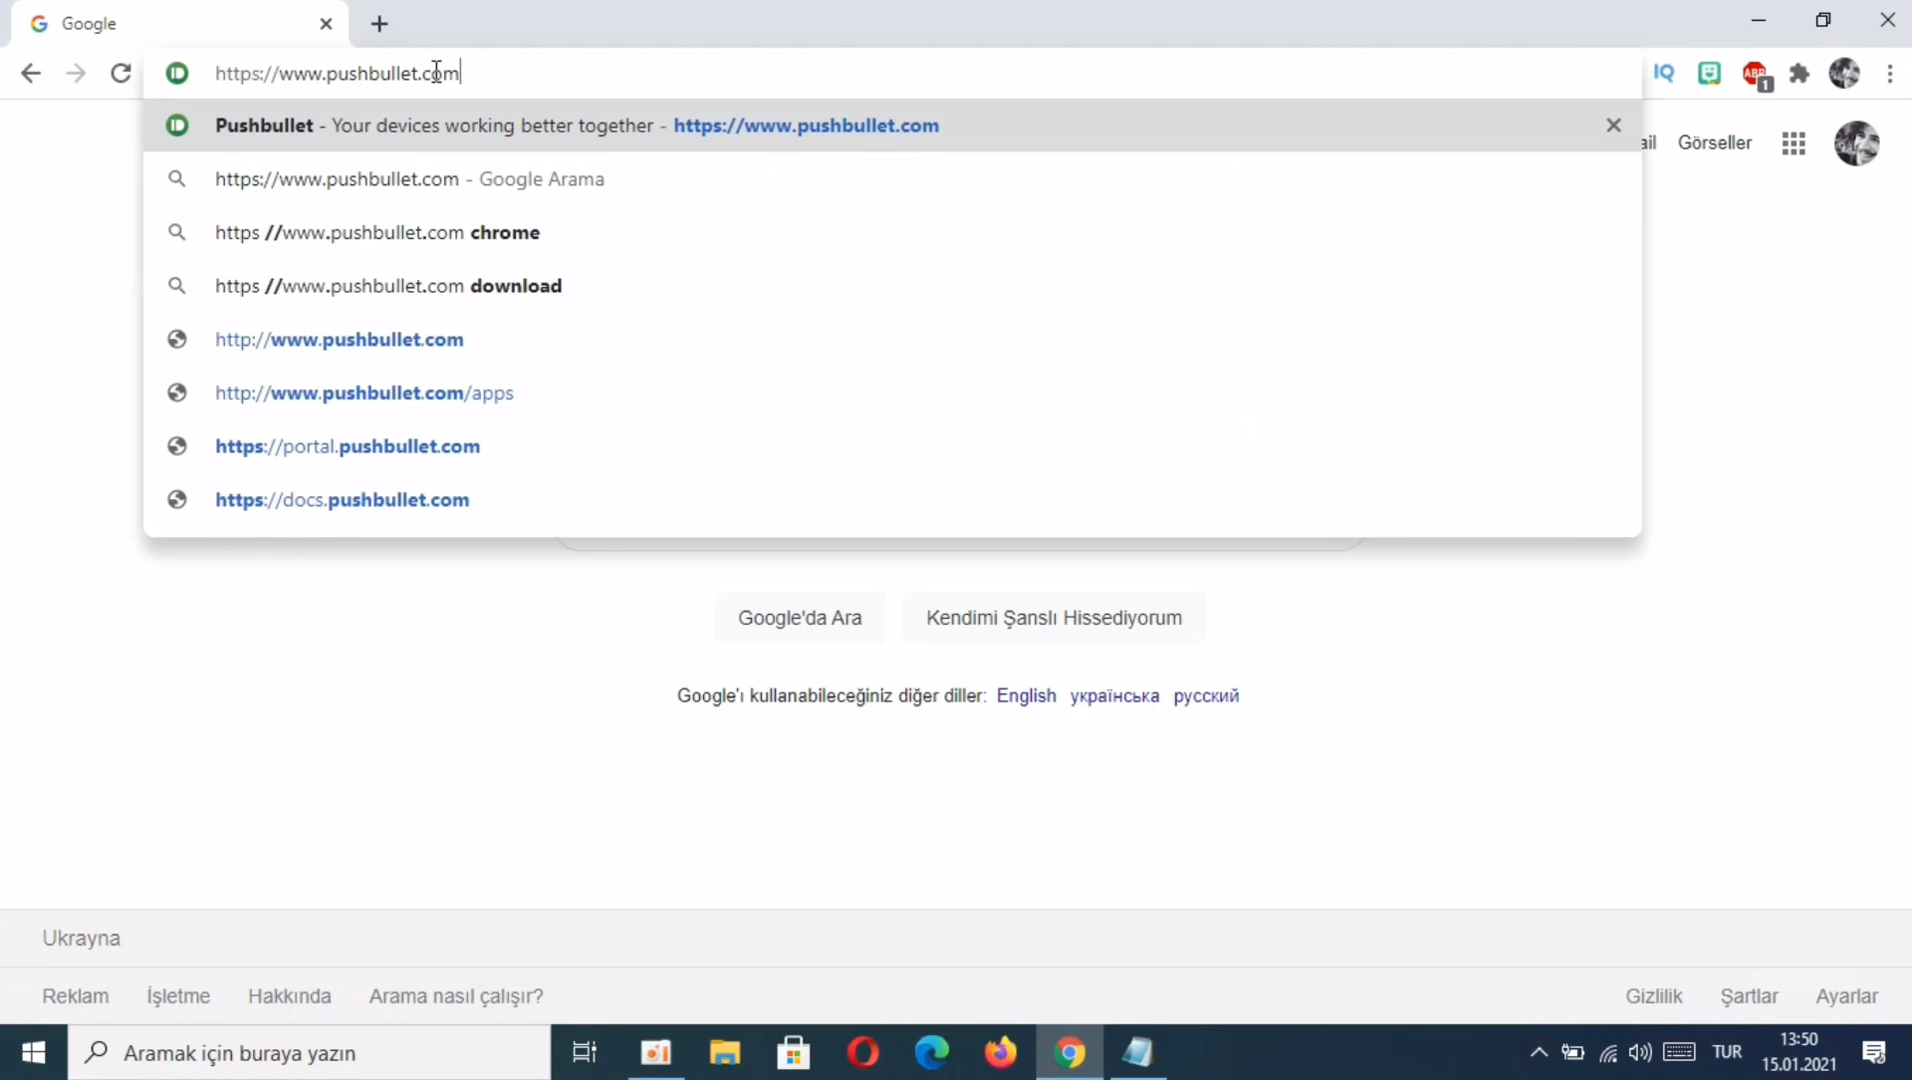 Google
https://www.pushbullet.com
IQ
ABP
1
Pushbullet - Your devices working better together - https://www.pushbullet.com
ail Görseller
https://www.pushbullet.com - Google Arama
https //www.pushbullet.com chrome
https //www.pushbullet.com download
http://www.pushbullet.com
http://www.pushbullet.com/apps
https://portal.pushbullet.com
https://docs.pushbullet.com
Google'da Ara Kendimi Şanslı Hissediyorum
Google'ı kullanabileceğiniz diğer diller: English українська русский
Ukrayna
Reklam İşletme Hakkında Arama nasıl çalışır? Gizlilik Şartlar Ayarlar
Aramak için buraya yazın
TUR
13:50
15.01.2021